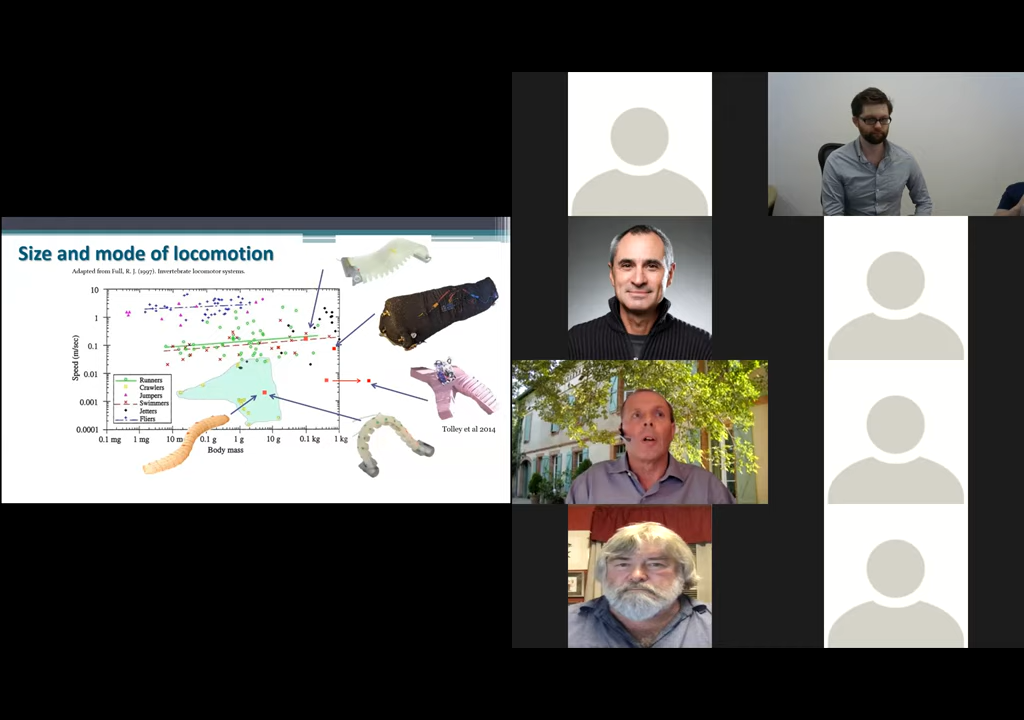 Size and mode of locomotion
Adapted from Full, R. J. (1997). Invertebrate locomotor systems.
10
1
0.1
0.01
0.001
0.0001
Speed (m/sec)
Runners
Crawlers
Jumpers
Swimmers
Jetters
Fliers
0.1 mg
1 mg
10 m
0.1 g
1 g
10 g
0.1 kg
1 kg
Body mass
Tolley et al 2014